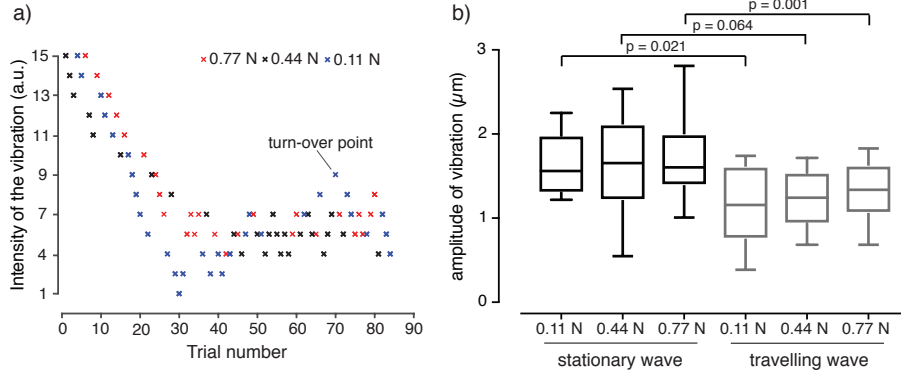 a)
Intensity of the vibration (a.u.)
15
13
11
9
7
4
1
0.77 N 0.44 N 0.11 N
turn-over point
0 10 20 30 40 50 60 70 80 90
Trial number
b)
amplitude of vibration (µm)
3
2
1
0
p = 0.001
p = 0.064
p = 0.021
0.11 N 0.44 N 0.77 N 0.11 N 0.44 N 0.77 N
stationary wave travelling wave